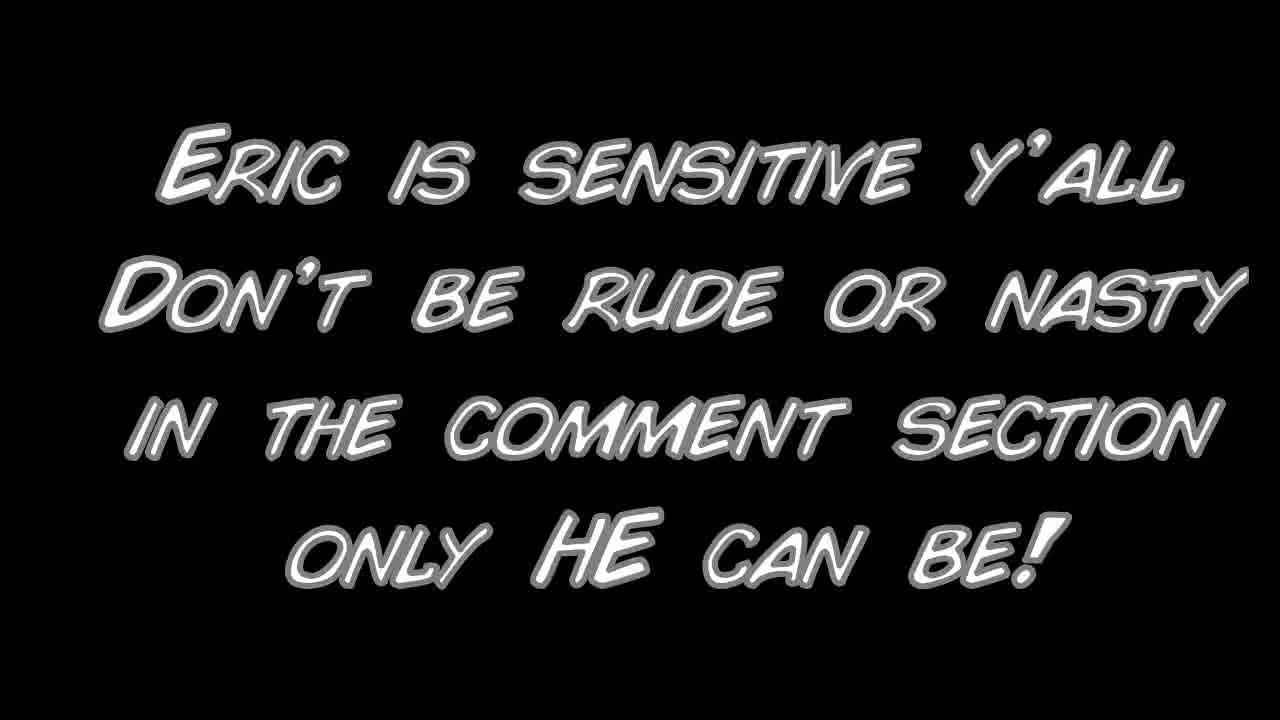 Eric is sensitive y'all
Don't be rude or nasty
in the comment section
only HE can be!